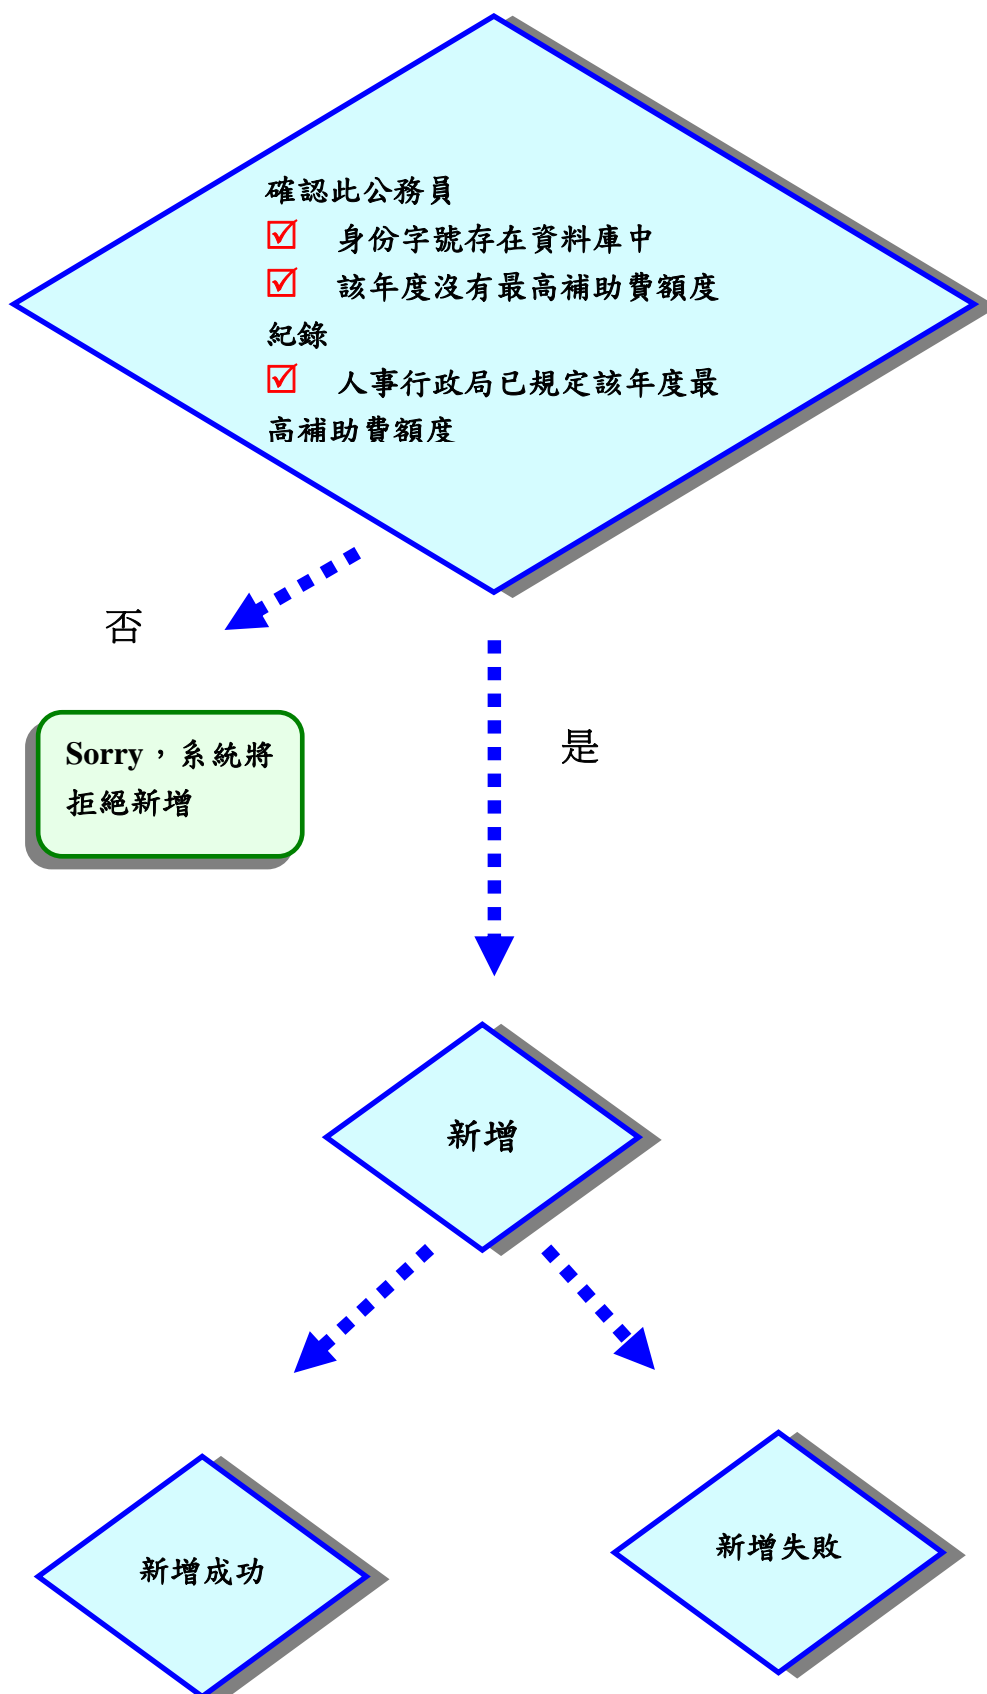 確認此公務員
☑ 身份字號存在資料庫中
☑ 該年度沒有最高補助費額度
紀錄
☑ 人事行政局已規定該年度最
高補助費額度
否
是
Sorry，系統將
拒絕新增
新增
新增成功
新增失敗